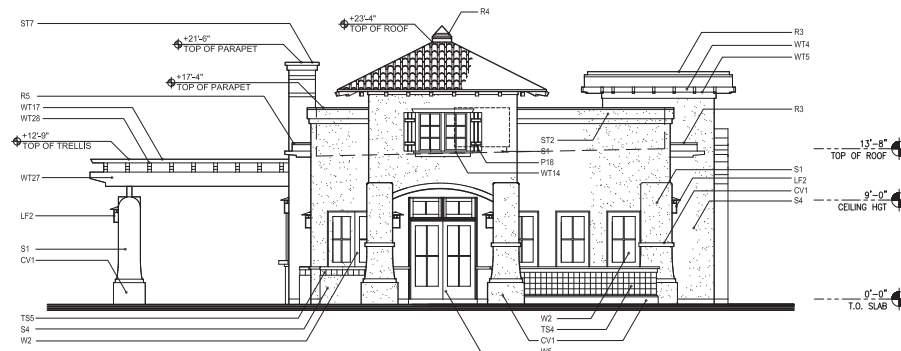 R4
ST7
+23'-4"
TOP OF ROOF
R3
+21'-6"
TOP OF PARAPET
WT4
WT5
+17'-4"
TOP OF PARAPET
R5
R3
WT17
WT28
ST2
+12'-9"
TOP OF TRELLIS
S1
P18
WT14
13'-8"
TOP OF ROOF
WT27
S1
LF2
CV1
S4
9'-0"
CEILING HGT
LF2
S1
CV1
0'-0"
T.O. SLAB
TS5
S4
W2
W2
TS4
CV1